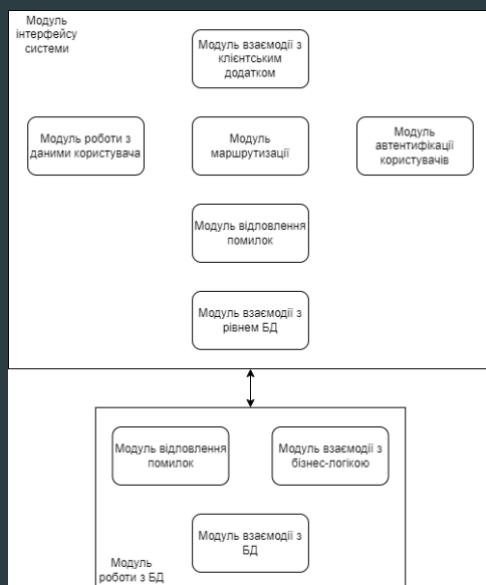 Модуль
інтерфейсу
системи
Модуль взаємодії з
клієнтським
додатком
Модуль роботи з
даними користувача
Модуль
маршрутизації
Модуль
автентифікації
користувачів
Модуль відловлення
помилок
Модуль взаємодії з
рівнем БД
Модуль відловлення
помилок
Модуль взаємодії з
бізнес-логікою
Модуль взаємодії з
БД
Модуль
роботи з БД